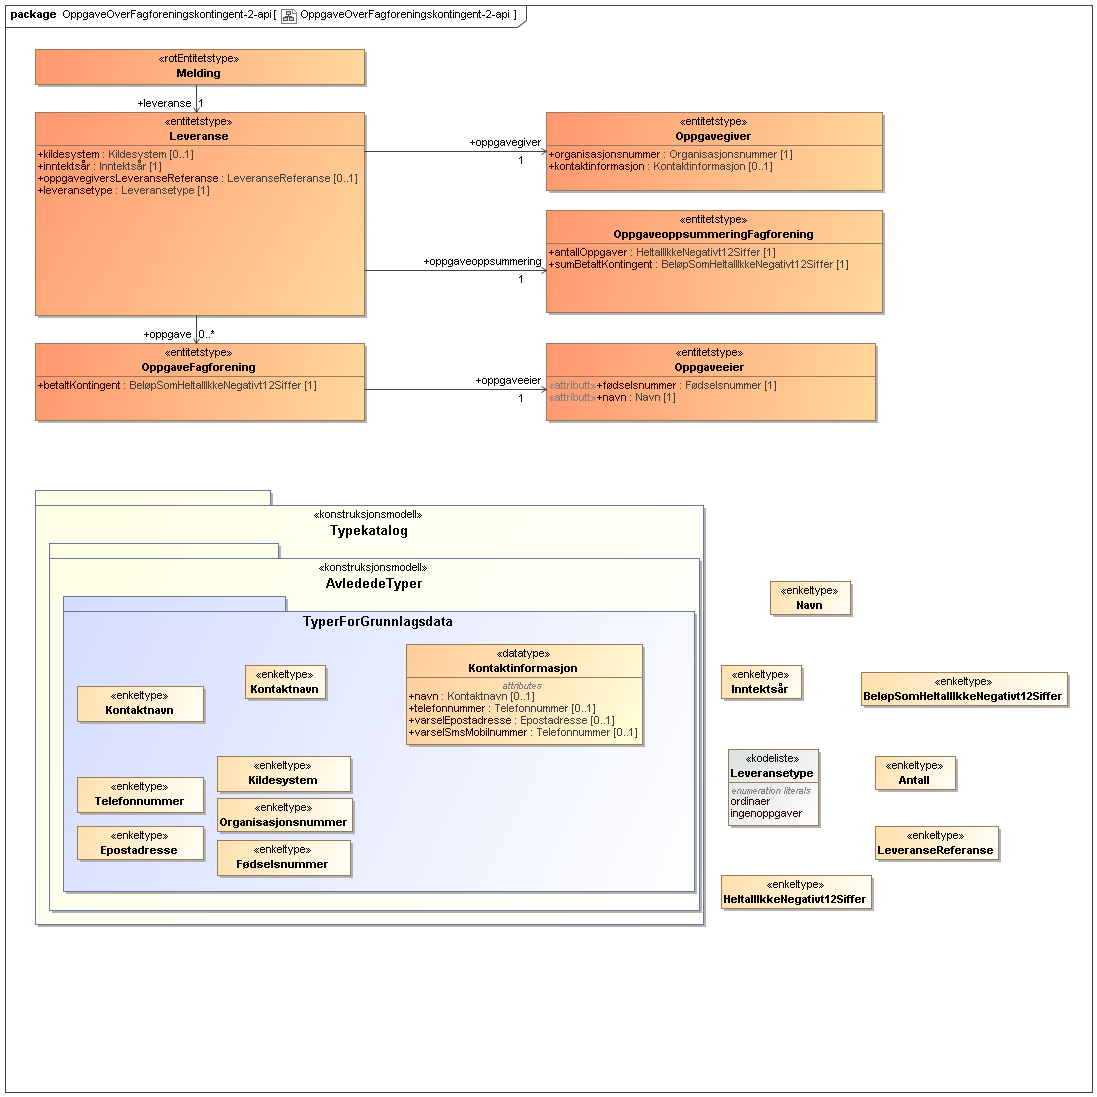 package OppgaveOverFagforeningskontingent-2-api[ OppgaveOverFagforeningskontingent-2-api ]
«rotEntitetstype»
Melding
+leveranse 1
«entitetstype»
Leveranse
+kildesystem : Kildesystem [0..1]
+inntektsår : Inntektsår [1]
+oppgavegiversLeveranseReferanse : LeveranseReferanse [0..1]
+leveransetype : Leveransetype [1]
+oppgavegiver
1
«entitetstype»
Oppgavegiver
+organisasjonsnummer : Organisasjonsnummer [1]
+kontaktinformasjon : Kontaktinformasjon [0..1]
+oppgaveoppsummering
1
«entitetstype»
OppgaveoppsummeringFagforening
+antallOppgaver : HeltallIkkeNegativt12Siffer [1]
+sumBetaltKontingent : BeløpSomHeltallIkkeNegativt12Siffer [1]
+oppgave 0..*
«entitetstype»
OppgaveFagforening
+betaltKontingent : BeløpSomHeltallIkkeNegativt12Siffer [1]
+oppgaveeier
1
«entitetstype»
Oppgaveeier
«attributt»+fødselsnummer : Fødselsnummer [1]
«attributt»+navn : Navn [1]
«konstruksjonsmodell»
Typekatalog
«konstruksjonsmodell»
AvlededeTyper
TyperForGrunnlagsdata
«enkeltype»
Kontaktnavn
«enkeltype»
Kontaktnavn
«datatype»
Kontaktinformasjon
attributes
+navn : Kontaktnavn [0..1]
+telefonnummer : Telefonnummer [0..1]
+varselEpostadresse : Epostadresse [0..1]
+varselSmsMobilnummer : Telefonnummer [0..1]
«enkeltype»
Telefonnummer
«enkeltype»
Epostadresse
«enkeltype»
Kildesystem
«enkeltype»
Organisasjonsnummer
«enkeltype»
Fødselsnummer
«enkeltype»
Navn
«enkeltype»
Inntektsår
«enkeltype»
BeløpSomHeltallIkkeNegativt12Siffer
«kodeliste»
Leveransetype
enumeration literals
ordinaer
ingenoppgaver
«enkeltype»
Antall
«enkeltype»
LeveranseReferanse
«enkeltype»
HeltallIkkeNegativt12Siffer